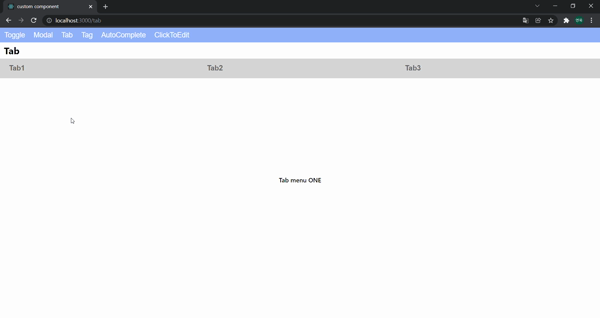 custom component
localhost:3000/tab
Toggle Modal Tab Tag AutoComplete ClickToEdit
Tab
Tab1 Tab2 Tab3
Tab menu ONE